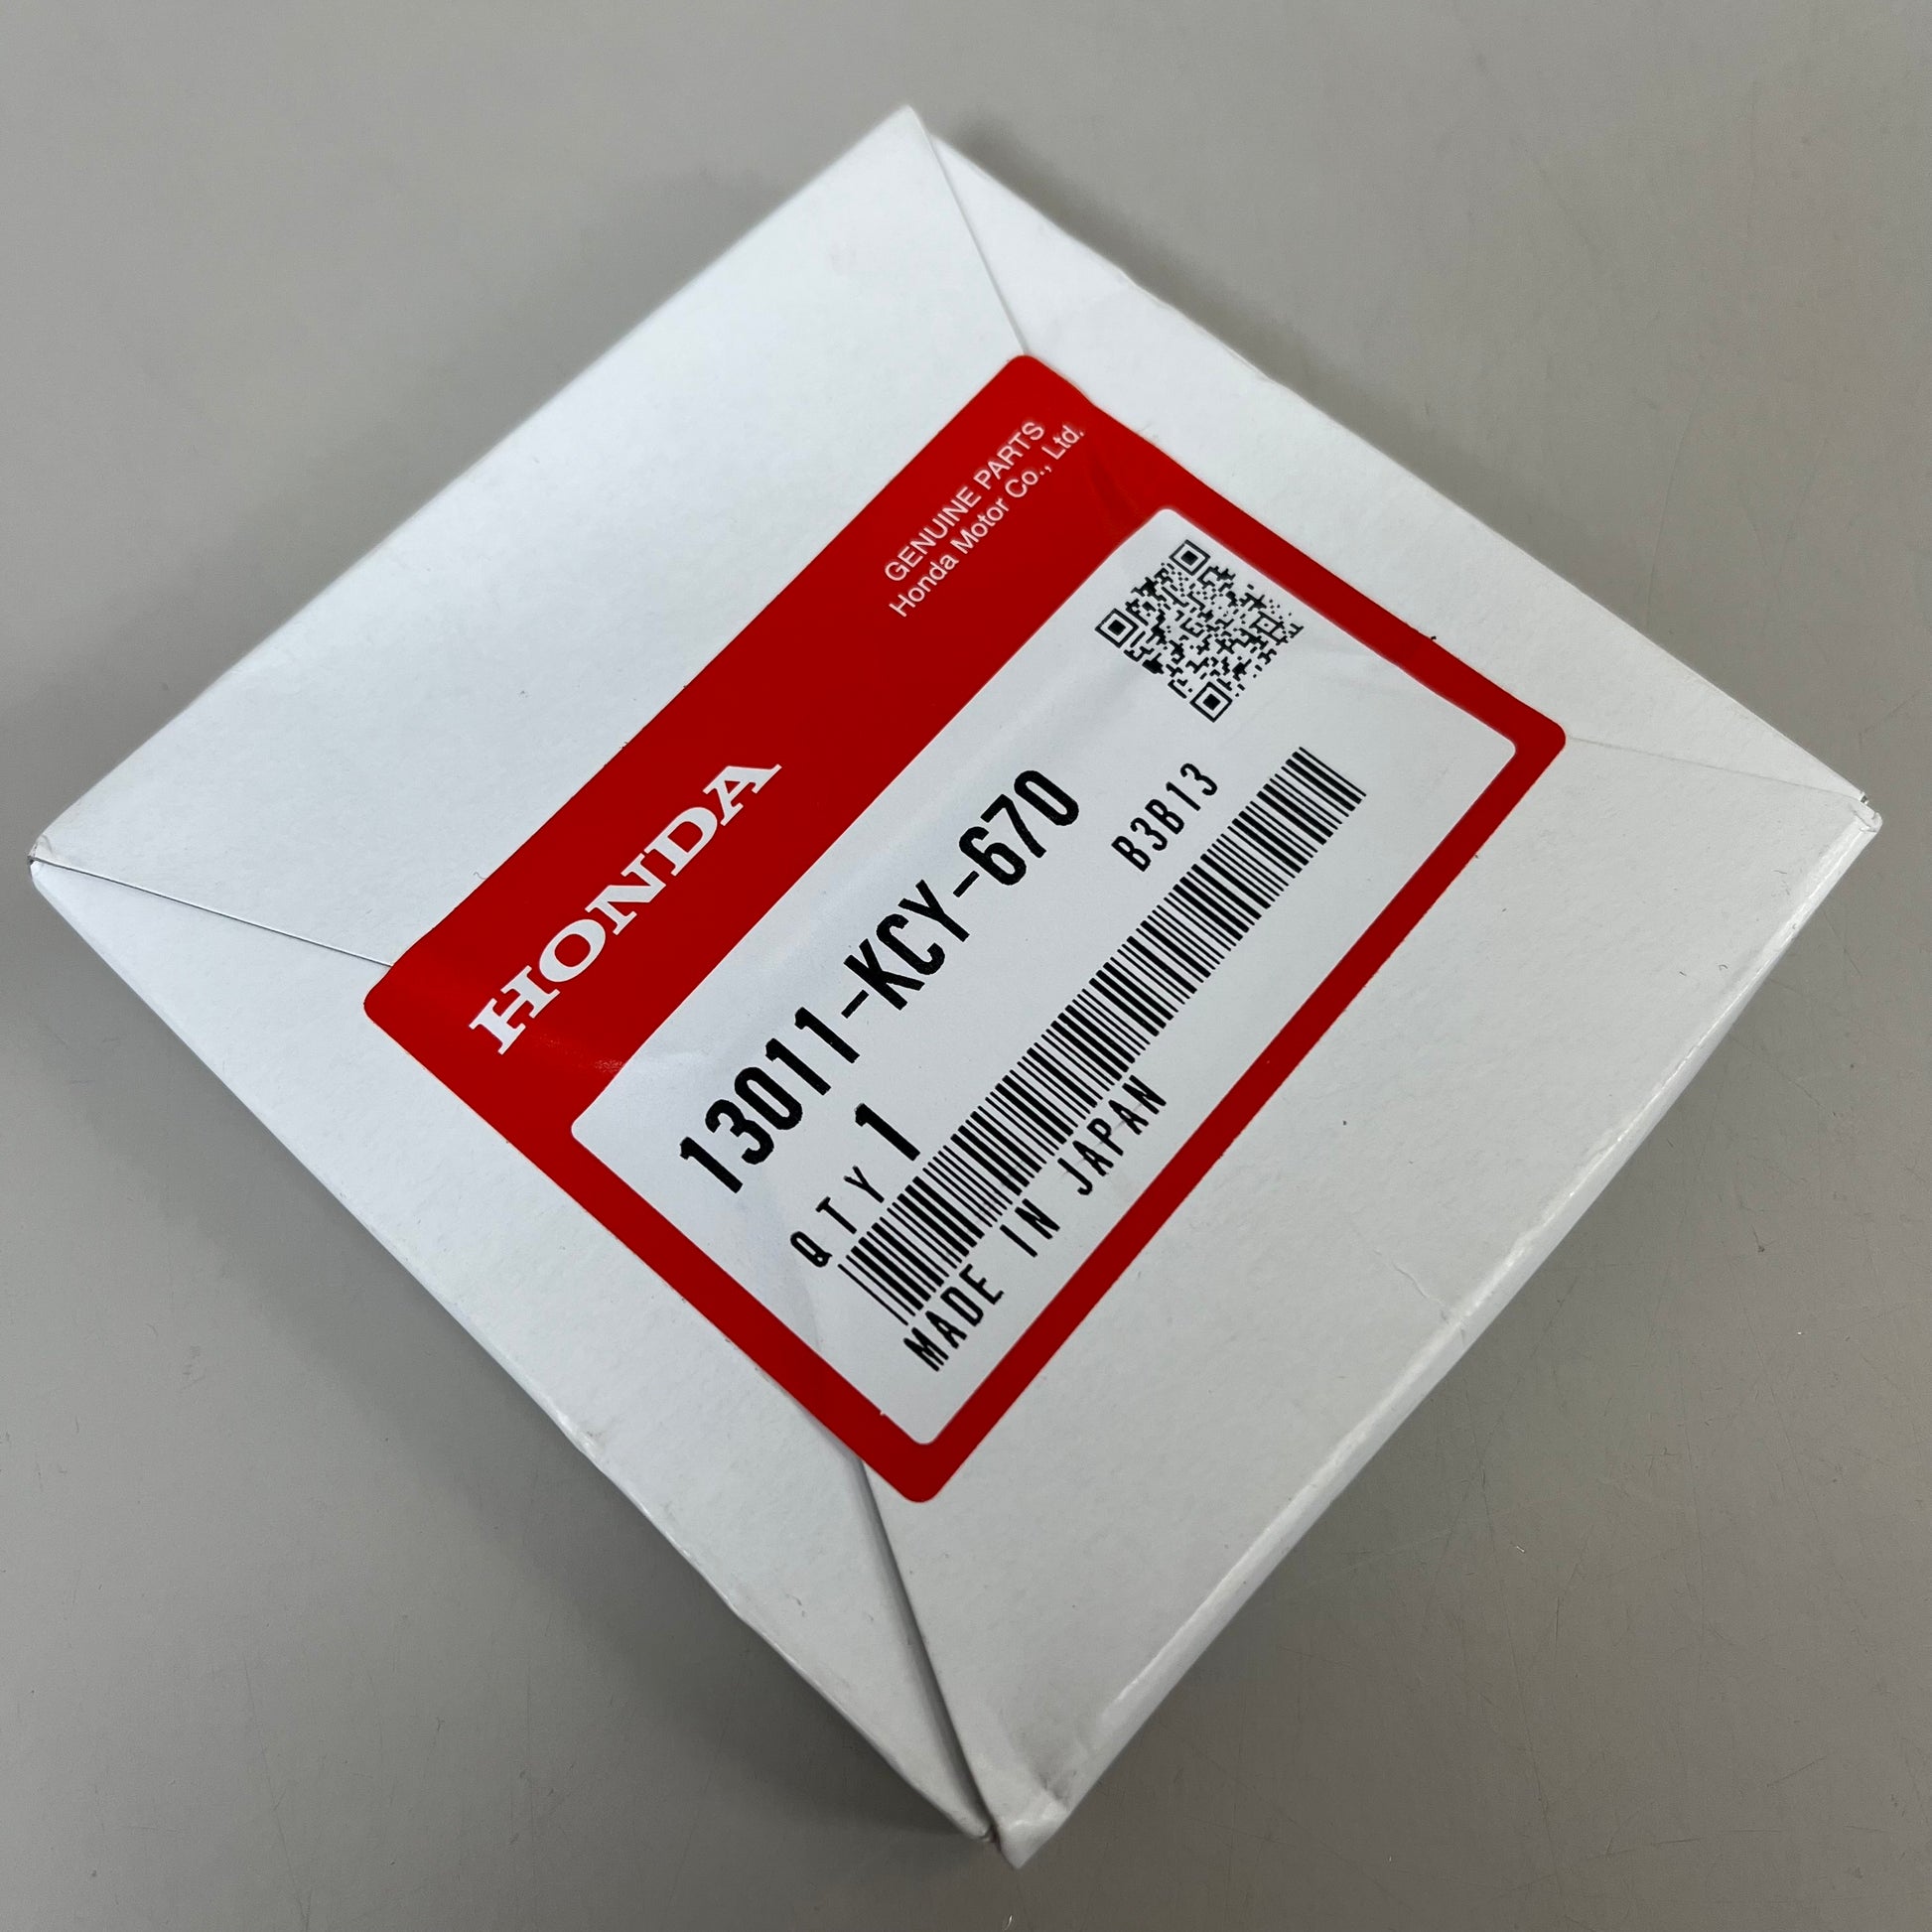 HONDA
GENUINE PARTS
Honda Motor Co., Ltd.
13011-KCY-670
QTY 1
B3B13
MADE IN JAPAN